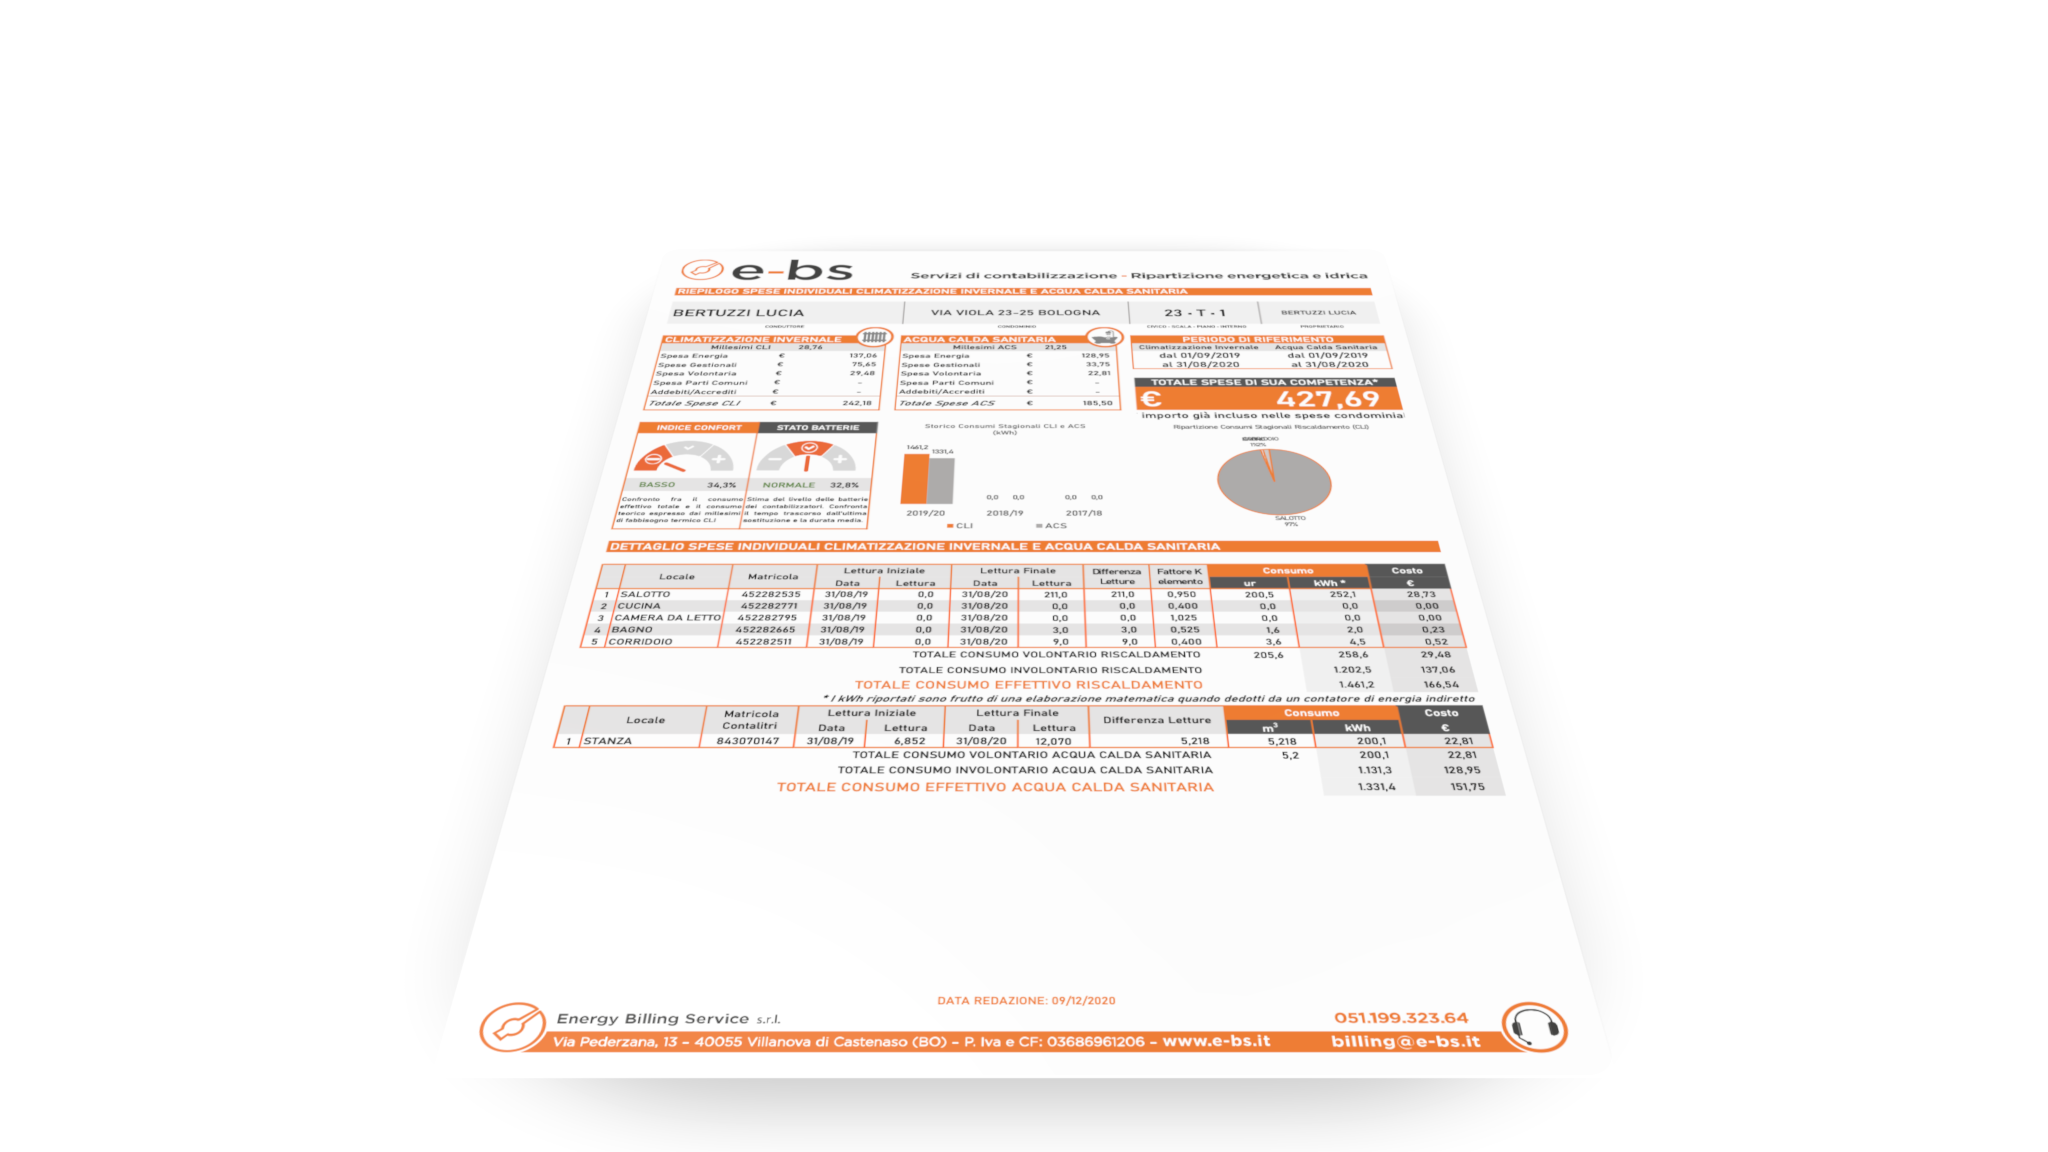 e-bs
Servizi di contabilizzazione - Ripartizione energetica e idrica
RIEPILOGO SPESE INDIVIDUALI CLIMATIZZAZIONE INVERNALE E ACQUA CALDA SANITARIA
BERTUZZI LUCIA VIA VIOLA 23-25 BOLOGNA 23 - T - 1 BERTUZZI LUCIA
CONDUTTORE CONDOMINIO CIVICO - SCALA - PIANO - INTERNO PROPRIETARIO
CLIMATIZZAZIONE INVERNALE
Millesimi CLI 28,76
Spesa Energia € 137,06
Spese Gestionali € 75,65
Spesa Volontaria € 29,48
Spesa Parti Comuni € -
Addebiti/Accrediti € -
Totale Spese CLI € 242,18
ACQUA CALDA SANITARIA
Millesimi ACS 21,25
Spesa Energia € 128,95
Spese Gestionali € 33,75
Spesa Volontaria € 22,81
Spesa Parti Comuni € -
Addebiti/Accrediti € -
Totale Spese ACS € 185,50
PERIODO DI RIFERIMENTO
Climatizzazione Invernale Acqua Calda Sanitaria
dal 01/09/2019 dal 01/09/2019
al 31/08/2020 al 31/08/2020
TOTALE SPESE DI SUA COMPETENZA*
€ 427,69
importo già incluso nelle spese condominia
INDICE CONFORT STATO BATTERIE
BASSO 34,3% NORMALE 32,8%
Confronto fra il consumo
effettivo totale e il consumo
teorico espresso dai millesimi
di fabbisogno termico CLI
Stima del livello delle batterie
dei contabilizzatori. Confronta
il tempo trascorso dall'ultima
sostituzione e la durata media.
Storico Consumi Stagionali CLI e ACS
(kWh)
1461,2 1331,4
0,0 0,0 0,0 0,0
2019/20 2018/19 2017/18
CLI ACS
Ripartizione Consumi Stagionali Riscaldamento (CLI)
SALOTTO
97%
DETTAGLIO SPESE INDIVIDUALI CLIMATIZZAZIONE INVERNALE E ACQUA CALDA SANITARIA
Locale Matricola Lettura Iniziale Lettura Finale Differenza Letture Fattore K elemento Consumo Costo
Data Lettura Data Lettura ur kWh * €
1 SALOTTO 452282535 31/08/19 0,0 31/08/20 211,0 211,0 0,950 200,5 252,1 28,73
2 CUCINA 452282771 31/08/19 0,0 31/08/20 0,0 0,0 0,400 0,0 0,0 0,00
3 CAMERA DA LETTO 452282795 31/08/19 0,0 31/08/20 0,0 0,0 1,025 0,0 0,0 0,00
4 BAGNO 452282665 31/08/19 0,0 31/08/20 3,0 3,0 0,525 1,6 2,0 0,23
5 CORRIDOIO 452282511 31/08/19 0,0 31/08/20 9,0 9,0 0,400 3,6 4,5 0,52
TOTALE CONSUMO VOLONTARIO RISCALDAMENTO 205,6 258,6 29,48
TOTALE CONSUMO INVOLONTARIO RISCALDAMENTO 1.202,5 137,06
TOTALE CONSUMO EFFETTIVO RISCALDAMENTO 1.461,2 166,54
* I kWh riportati sono frutto di una elaborazione matematica quando dedotti da un contatore di energia indiretto
Locale Matricola Contalitri Lettura Iniziale Lettura Finale Differenza Letture Consumo Costo
Data Lettura Data Lettura m³ kWh €
1 STANZA 843070147 31/08/19 6,852 31/08/20 12,070 5,218 5,218 200,1 22,81
TOTALE CONSUMO VOLONTARIO ACQUA CALDA SANITARIA 5,2 200,1 22,81
TOTALE CONSUMO INVOLONTARIO ACQUA CALDA SANITARIA 1.131,3 128,95
TOTALE CONSUMO EFFETTIVO ACQUA CALDA SANITARIA 1.331,4 151,75
DATA REDAZIONE: 09/12/2020
Energy Billing Service s.r.l.
051.199.323.64
Via Pederzana, 13 - 40055 Villanova di Castenaso (BO) - P. Iva e CF: 03686961206 - www.e-bs.it billing@e-bs.it